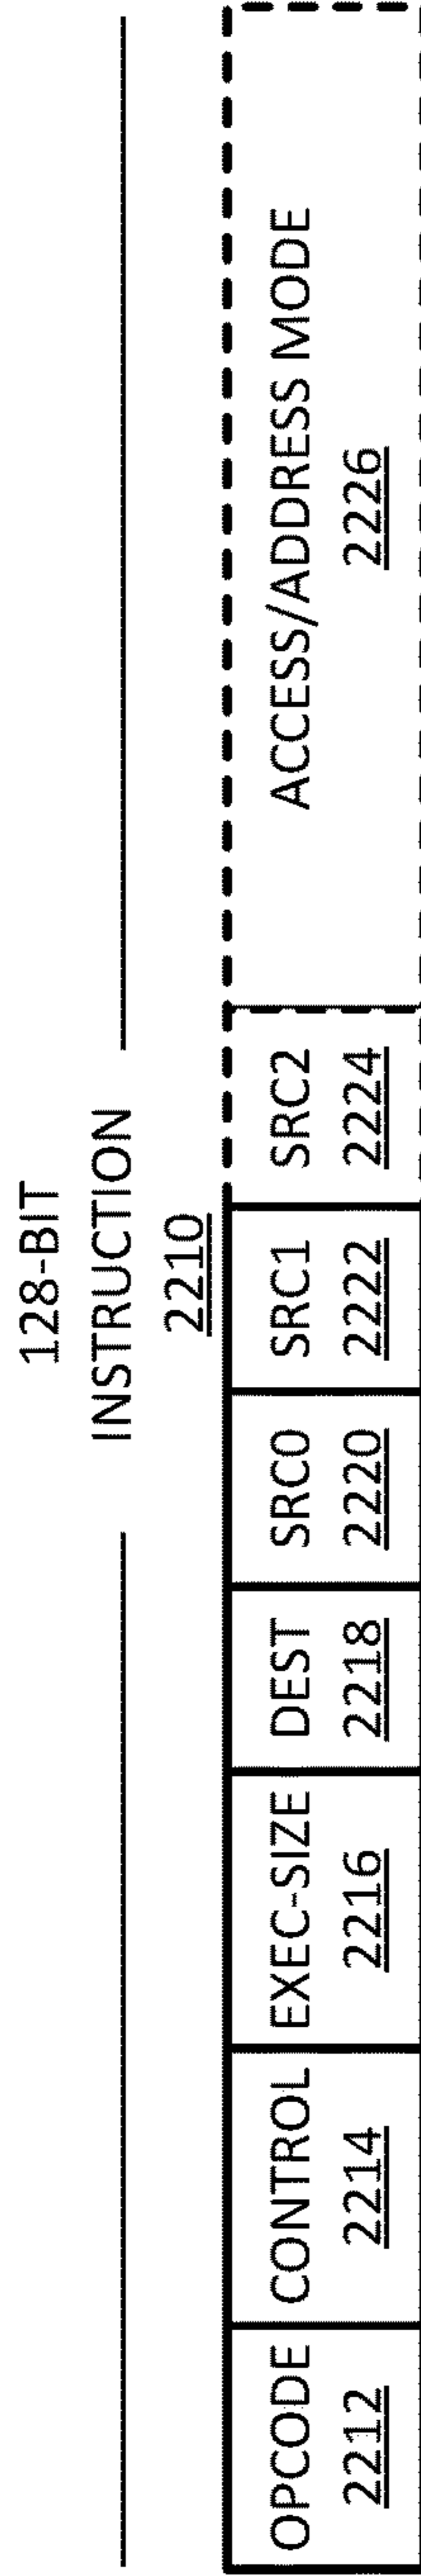 128-BIT
INSTRUCTION
2210
OPCODE
2212
CONTROL
2214
EXEC-SIZE
2216
DEST
2218
SRC0
2220
SRC1
2222
SRC2
2224
ACCESS/ADDRESS MODE
2226